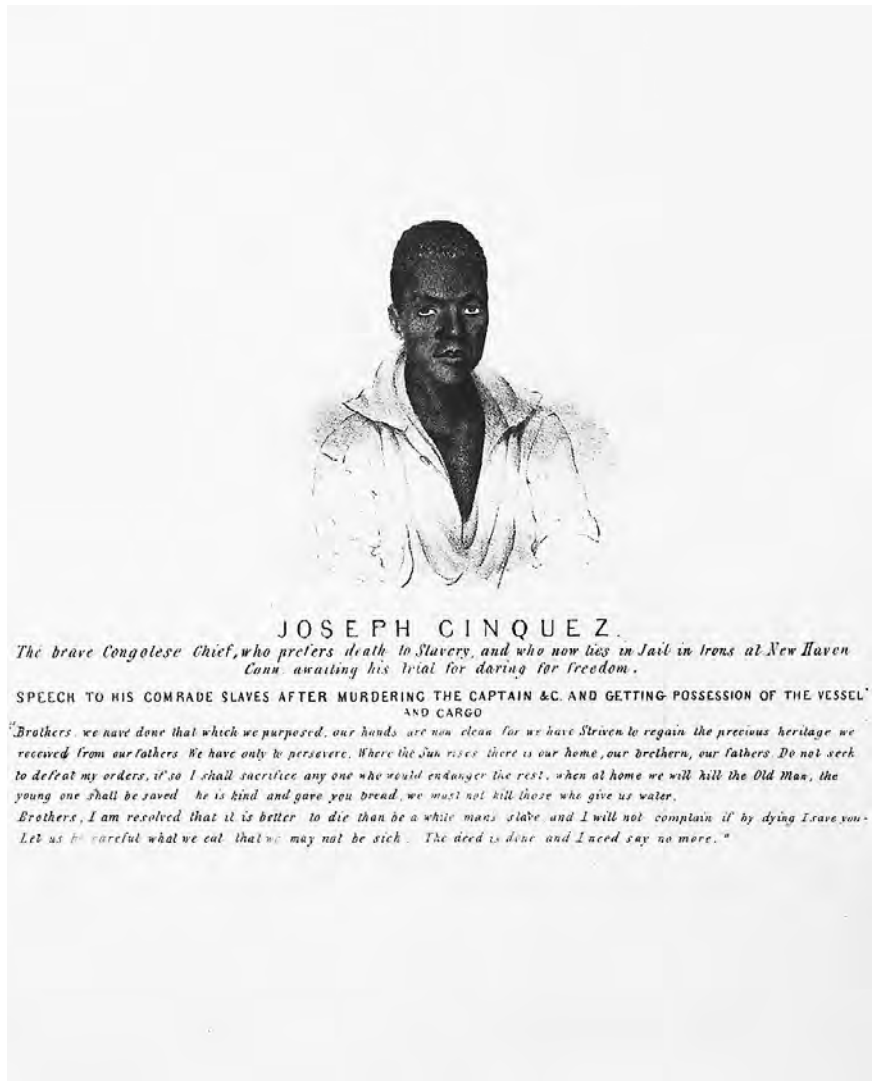 JOSEPH CINQUEZ.
The brave Congolese Chief, who prefers death to Slavery, and who now lies in Jail in Irons at New Haven
Conn. awaiting his trial for daring for freedom.
SPEECH TO HIS COMRADE SLAVES AFTER MURDERING THE CAPTAIN &C. AND GETTING POSSESSION OF THE VESSEL
AND CARGO
"Brothers, we have done that which we purposed, our hands are now clean for we have Striven to regain the precious heritage we
received from our fathers We have only to persevere. Where the Sun rises there is our home, our brethern, our fathers Do not seek
to defeat my orders, if so I shall sacrifice any one who would endanger the rest, when at home we will kill the Old Man, the
young one shall be saved he is kind and gave you bread, we must not kill those who give us water.
Brothers, I am resolved that it is better to die than be a white mans slave and I will not complain if by dying I save you-
Let us be careful what we eat that we may not be sick. The deed is done and I need say no more."